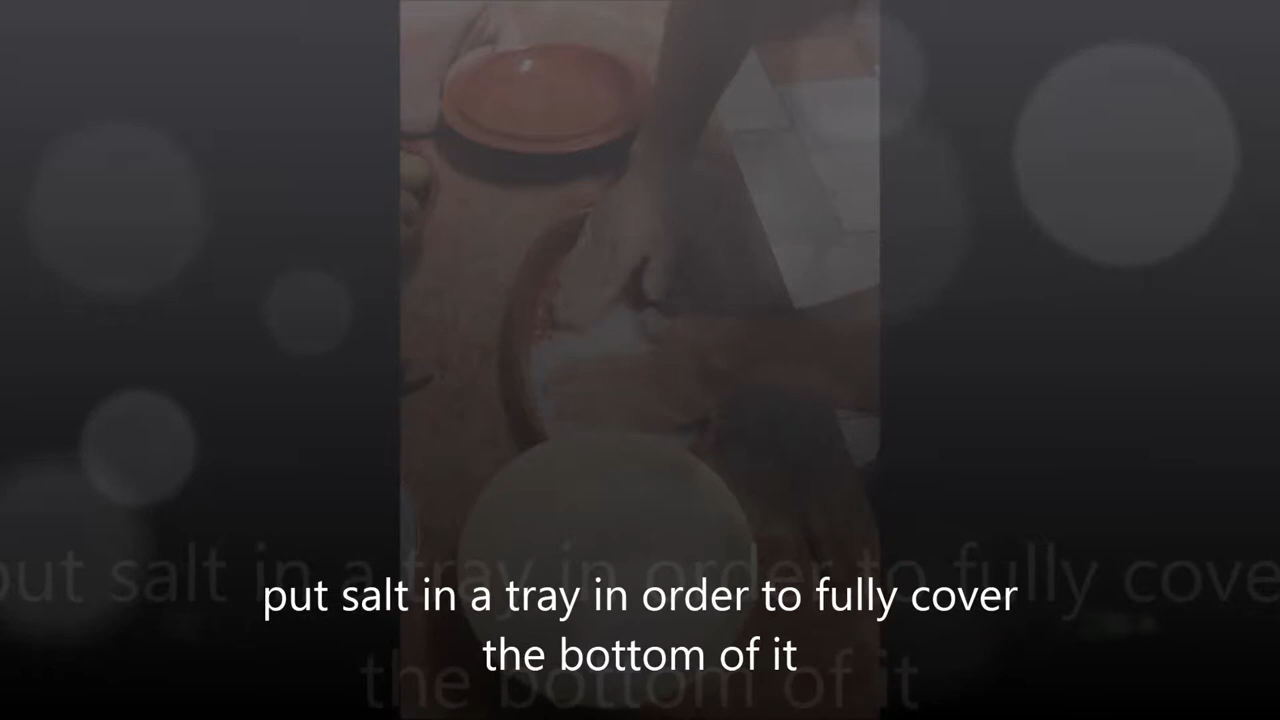 put salt in a tray in order to fully cover
the bottom of it